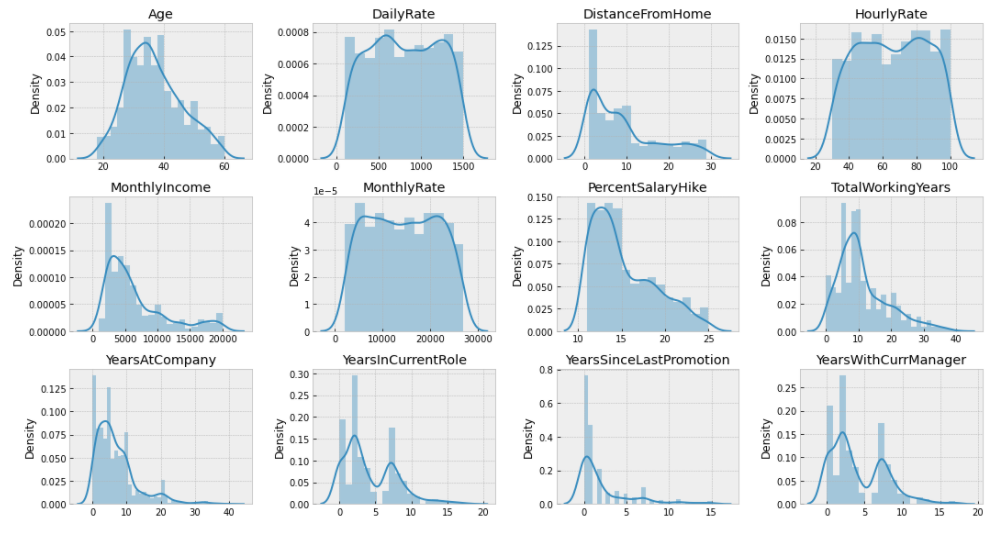 Age DailyRate DistanceFromHome HourlyRate
Density
0.05
0.04
0.03
0.02
0.01
0.00
20 40 60
Density
0.0008
0.0006
0.0004
0.0002
0.0000
0 500 1000 1500
Density
0.125
0.100
0.075
0.050
0.025
0.000
0 10 20 30
Density
0.0150
0.0125
0.0100
0.0075
0.0050
0.0025
0.0000
20 40 60 80 100
MonthlyIncome MonthlyRate PercentSalaryHike TotalWorkingYears
Density
0.00020
0.00015
0.00010
0.00005
0.00000
0 5000 10000 15000 20000
1e-5
Density
4
3
2
1
0
0 10000 20000 30000
Density
0.150
0.125
0.100
0.075
0.050
0.025
0.000
10 15 20 25
Density
0.08
0.06
0.04
0.02
0.00
0 10 20 30 40
YearsAtCompany YearsInCurrentRole YearsSinceLastPromotion YearsWithCurrManager
Density
0.125
0.100
0.075
0.050
0.025
0.000
0 10 20 30 40
Density
0.30
0.25
0.20
0.15
0.10
0.05
0.00
0 5 10 15 20
Density
0.8
0.6
0.4
0.2
0.0
0 5 10 15
Density
0.25
0.20
0.15
0.10
0.05
0.00
0 5 10 15 20